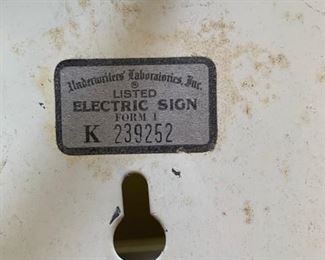 Underwriters' Laboratories, Inc.
®
LISTED
ELECTRIC SIGN
FORM 1
K 239252